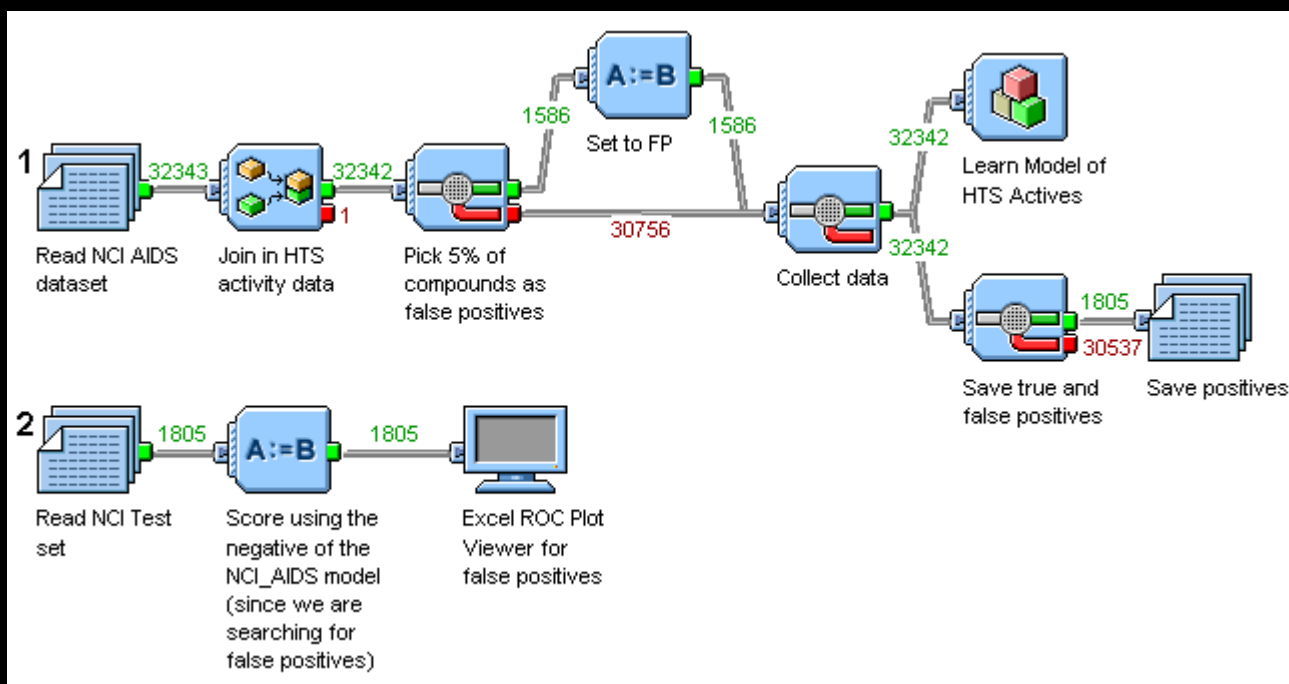 A:=B
1586
1586
Set to FP
32342
Learn Model of
HTS Actives
1
32343
32342
1
30756
Read NCI AIDS
dataset
Join in HTS
activity data
Pick 5% of
compounds as
false positives
Collect data
32342
1805
30537
Save true and
false positives
Save positives
2
1805
A:=B
1805
Read NCI Test
set
Score using the
negative of the
NCI_AIDS model
(since we are
searching for
false positives)
Excel ROC Plot
Viewer for
false positives